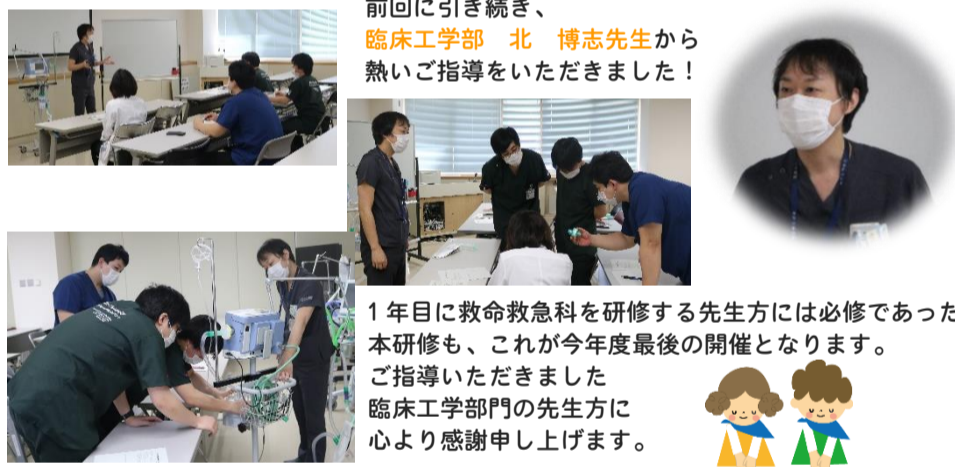 前回に引き続き、
臨床工学部　北　博志先生から
熱いご指導をいただきました！
１年目に救命救急科を研修する先生方には必修であった
本研修も、これが今年度最後の開催となります。
ご指導いただきました
臨床工学部門の先生方に
心より感謝申し上げます。